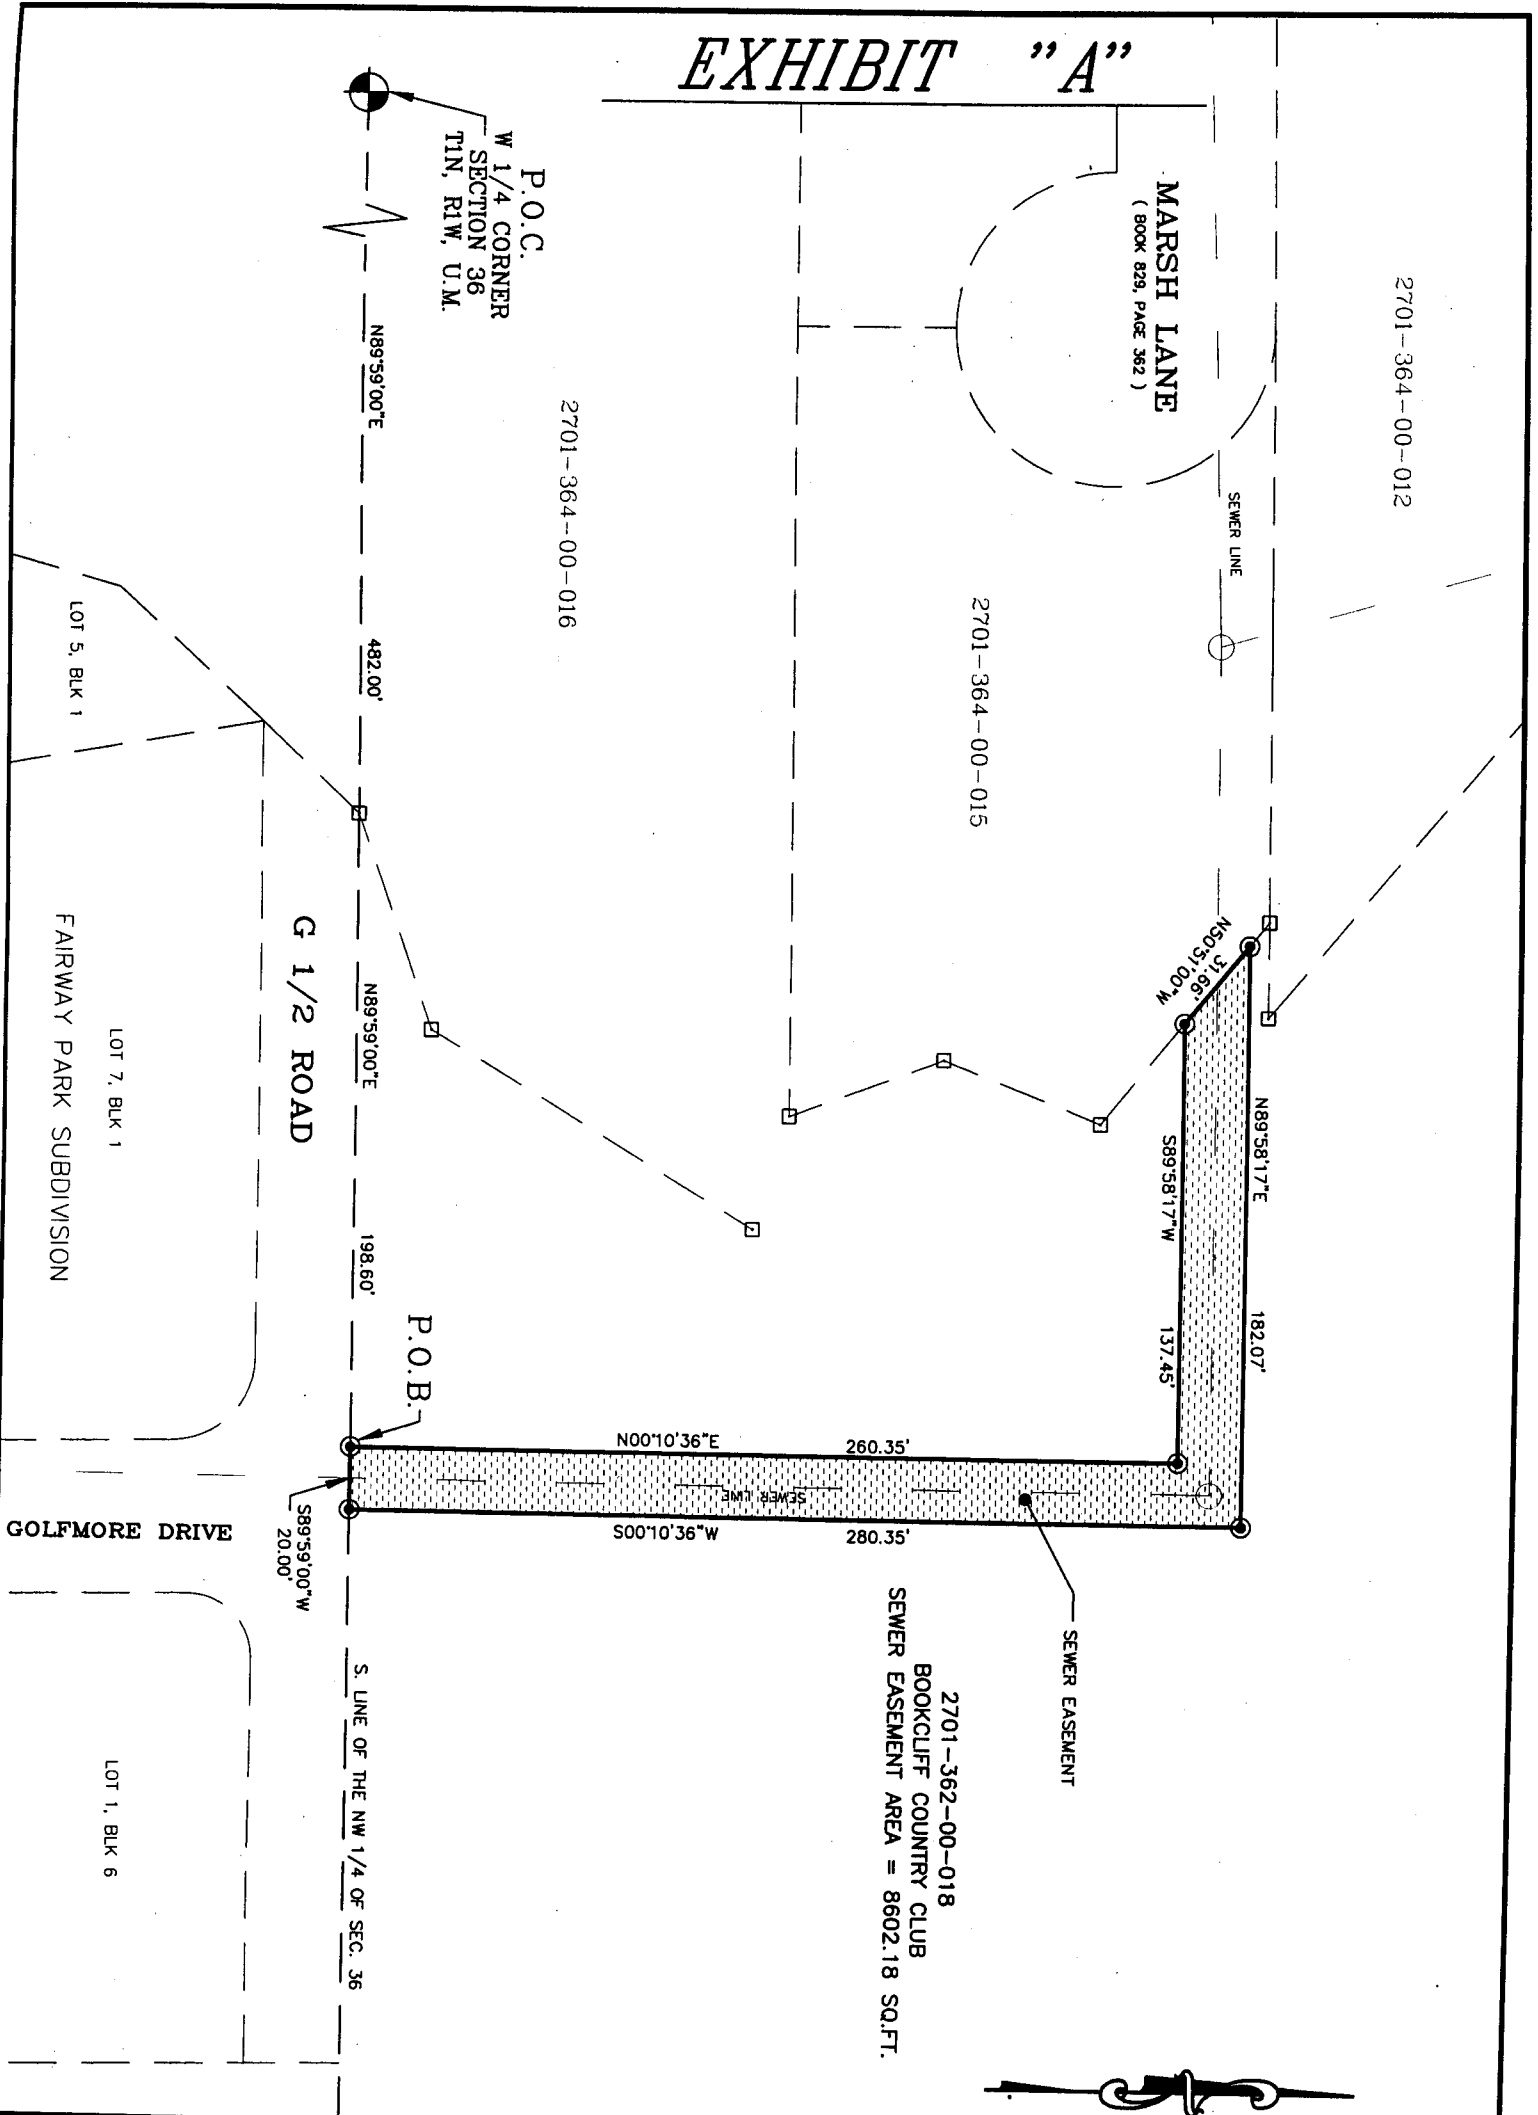 EXHIBIT "A"
P.O.C.
W 1/4 CORNER
SECTION 36
T1N, R1W, U.M.
MARSH LANE
( BOOK 829, PAGE 362 )
2701-364-00-012
SEWER LINE
2701-364-00-015
2701-364-00-016
N89°59'00"E
482.00'
LOT 5, BLK 1
G 1/2 ROAD
N89°59'00"E
198.60'
LOT 7, BLK 1
FAIRWAY PARK SUBDIVISION
N50°51'00"W
31.66'
N89°58'17"E
182.07'
S89°58'17"W
137.45'
P.O.B.
N00°10'36"E
260.35'
SEWER LINE
S00°10'36"W
280.35'
S89°59'00"W
20.00'
GOLFMORE DRIVE
SEWER EASEMENT
2701-362-00-018
BOOKCLIFF COUNTRY CLUB
SEWER EASEMENT AREA = 8602.18 SQ.FT.
S. LINE OF THE NW 1/4 OF SEC. 36
LOT 1, BLK 6